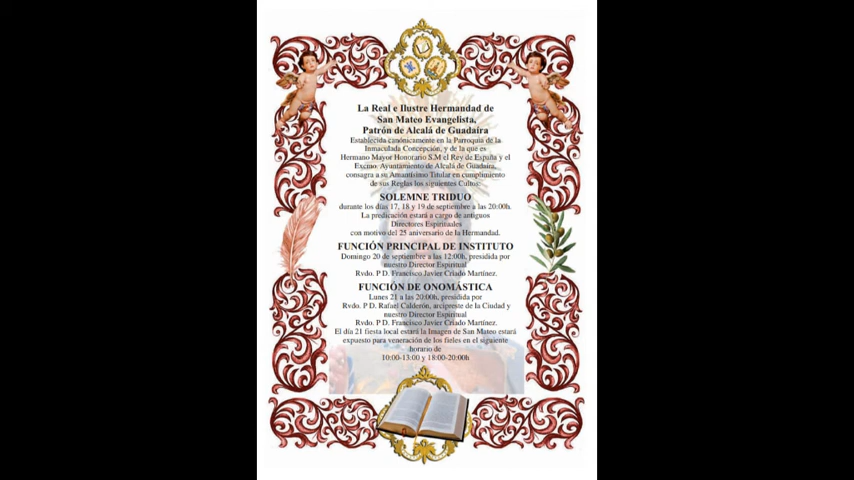 La Real e Ilustre Hermandad de
San Mateo Evangelista,
Patrón de Alcalá de Guadaíra
Establecida canónicamente en la Parroquia de la
Inmaculada Concepción, y de la que es
Hermano Mayor Honorario S.M el Rey de España y el
Excmo. Ayuntamiento de Alcalá de Guadaíra,
consagra a su Amantísimo Titular en cumplimiento
de sus Reglas los siguientes Cultos:
SOLEMNE TRIDUO
durante los días 17, 18 y 19 de septiembre a las 20:00h.
La predicación estará a cargo de antiguos
Directores Espirituales
con motivo del 25 aniversario de la Hermandad.
FUNCIÓN PRINCIPAL DE INSTITUTO
Domingo 20 de septiembre a las 12:00h, presidida por
nuestro Director Espiritual
Rvdo. P D. Francisco Javier Criado Martínez.
FUNCIÓN DE ONOMÁSTICA
Lunes 21 a las 20:00h, presidida por
Rvdo. P D. Rafael Calderón, arcipreste de la Ciudad y
nuestro Director Espiritual
Rvdo. P D. Francisco Javier Criado Martínez.
El día 21 fiesta local estará la Imagen de San Mateo estará
expuesto para veneración de los fieles en el siguiente
horario de
10:00-13:00 y 18:00-20:00h